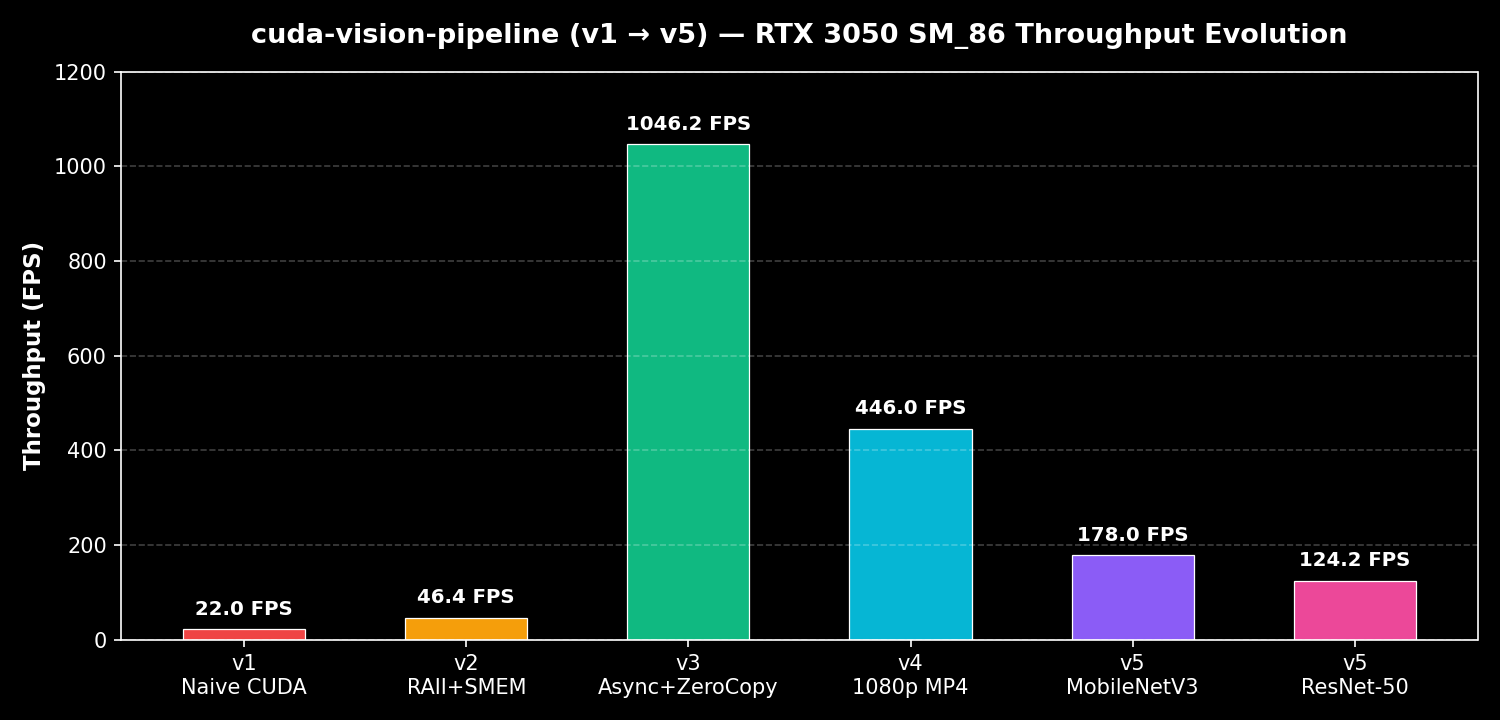 cuda-vision-pipeline (v1 → v5) — RTX 3050 SM_86 Throughput Evolution
Throughput (FPS)
1200
1000
800
600
400
200
0
22.0 FPS
46.4 FPS
1046.2 FPS
446.0 FPS
178.0 FPS
124.2 FPS
v1
Naive CUDA
v2
RAII+SMEM
v3
Async+ZeroCopy
v4
1080p MP4
v5
MobileNetV3
v5
ResNet-50